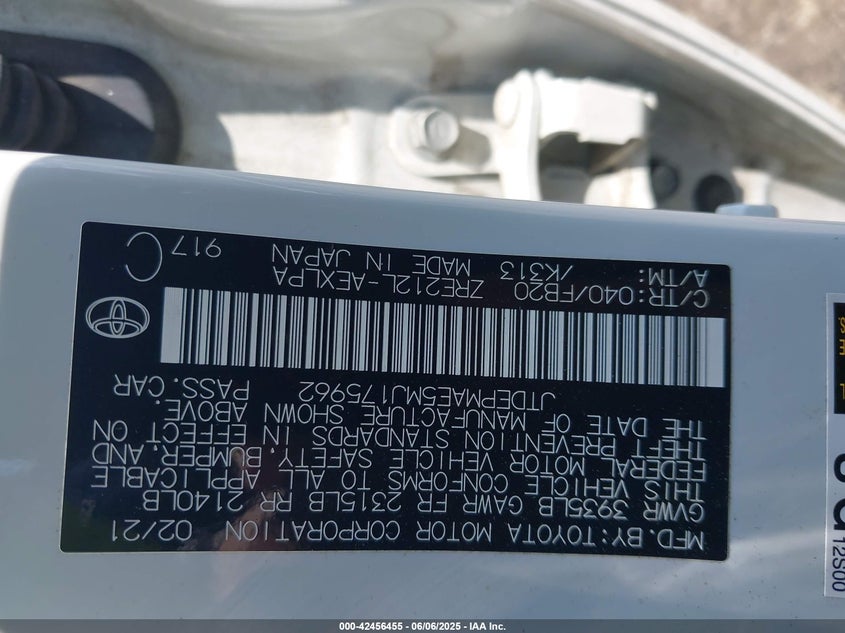 MFD. BY: TOYOTA MOTOR CORPORATION 02/21
GVWR 3935LB GAWR FR 2315LB RR 2140LB
THIS VEHICLE CONFORMS TO ALL APPLICABLE
FEDERAL MOTOR VEHICLE SAFETY, BUMPER, AND
THEFT PREVENTION STANDARDS IN EFFECT ON
THE DATE OF MANUFACTURE SHOWN ABOVE.
JTDEPMAE5MJ175962 PASS. CAR
C/TR: 040/FB20 ZRE212L-AEXLPA
A/TM: /K313 MADE IN JAPAN 917 C
12S00
000-42456455 - 06/06/2025 - IAA Inc.